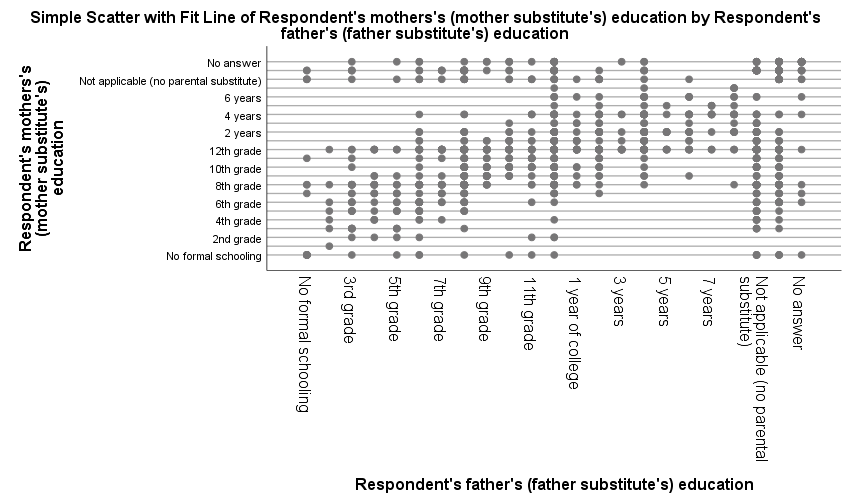 Simple Scatter with Fit Line of Respondent's mothers's (mother substitute's) education by Respondent's
father's (father substitute's) education
Respondent's mothers's
(mother substitute's)
education
No answer
Not applicable (no parental substitute)
6 years
4 years
2 years
12th grade
10th grade
8th grade
6th grade
4th grade
2nd grade
No formal schooling
No formal schooling
3rd grade
5th grade
7th grade
9th grade
11th grade
1 year of college
3 years
5 years
7 years
Not applicable (no parental
substitute)
No answer
Respondent's father's (father substitute's) education